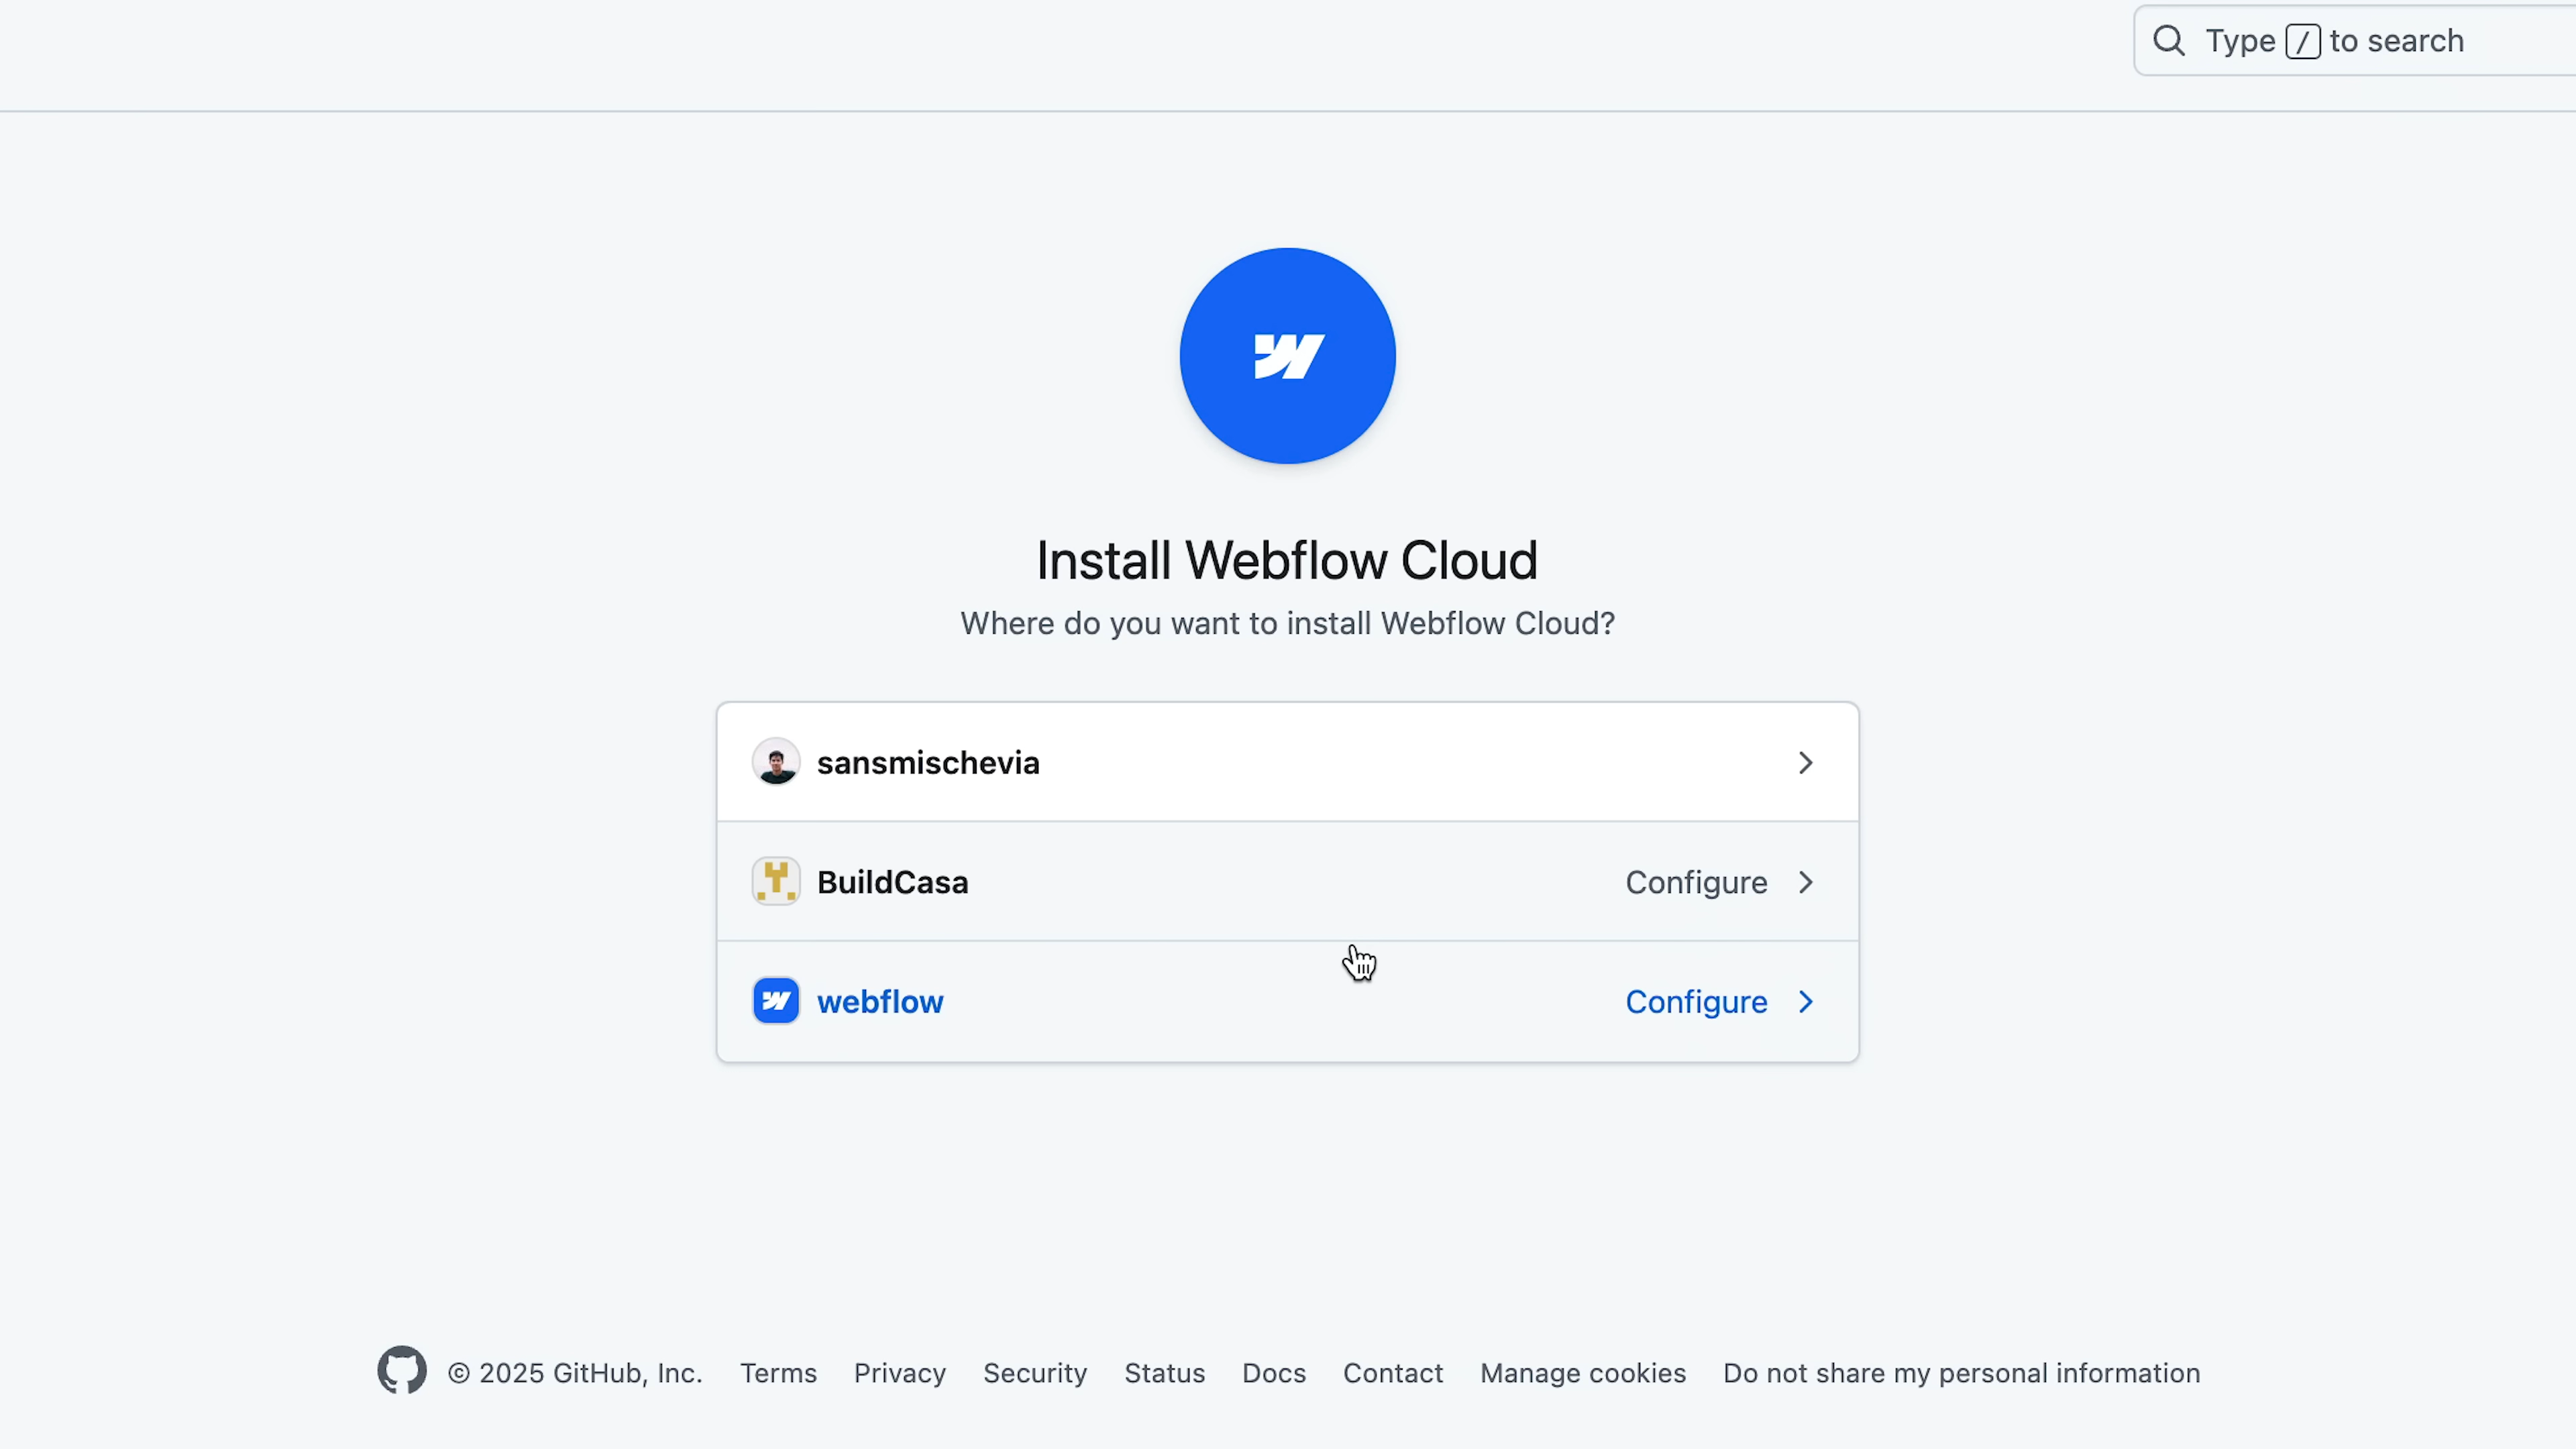 Type / to search
Install Webflow Cloud
Where do you want to install Webflow Cloud?
sansmischevia
BuildCasa Configure
webflow Configure
© 2025 GitHub, Inc. Terms Privacy Security Status Docs Contact Manage cookies Do not share my personal information